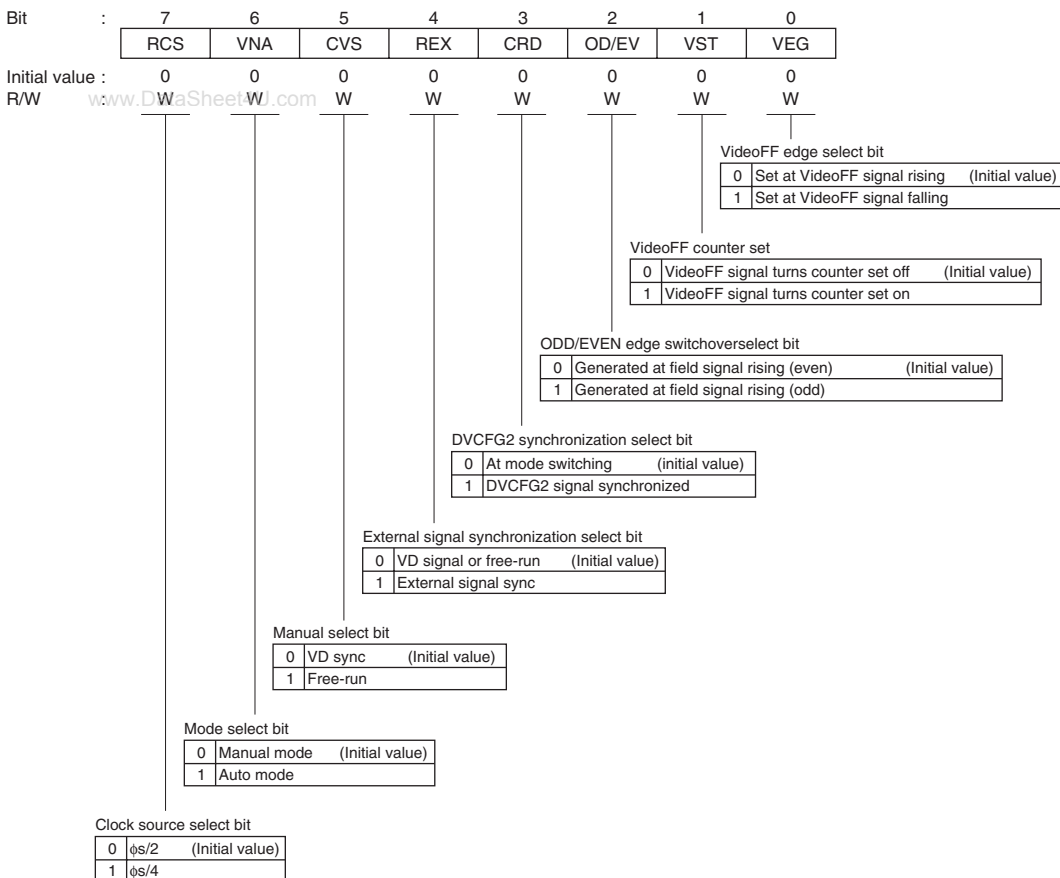 Bit : 7 6 5 4 3 2 1 0
RCS VNA CVS REX CRD OD/EV VST VEG
Initial value : 0 0 0 0 0 0 0 0
R/W : W W W W W W W W
www.DataSheet4U.com
VideoFF edge select bit
0 Set at VideoFF signal rising (Initial value)
1 Set at VideoFF signal falling
VideoFF counter set
0 VideoFF signal turns counter set off (Initial value)
1 VideoFF signal turns counter set on
ODD/EVEN edge switchoverselect bit
0 Generated at field signal rising (even) (Initial value)
1 Generated at field signal rising (odd)
DVCFG2 synchronization select bit
0 At mode switching (initial value)
1 DVCFG2 signal synchronized
External signal synchronization select bit
0 VD signal or free-run (Initial value)
1 External signal sync
Manual select bit
0 VD sync (Initial value)
1 Free-run
Mode select bit
0 Manual mode (Initial value)
1 Auto mode
Clock source select bit
0 φs/2 (Initial value)
1 φs/4